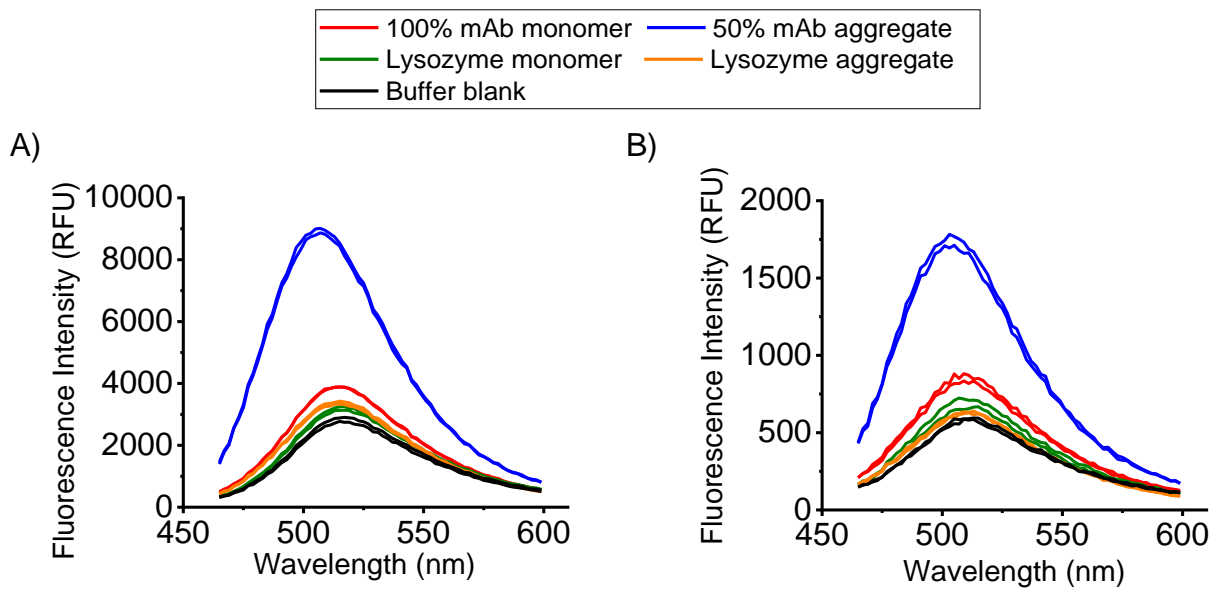 100% mAb monomer 50% mAb aggregate
Lysozyme monomer Lysozyme aggregate
Buffer blank
A)
Fluorescence Intensity (RFU)
10000
8000
6000
4000
2000
0
450 500 550 600
Wavelength (nm)
B)
Fluorescence Intensity (RFU)
2000
1500
1000
500
0
450 500 550 600
Wavelength (nm)